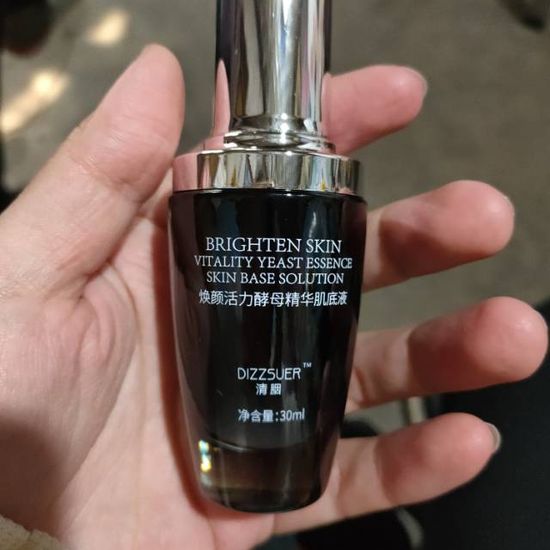 BRIGHTEN SKIN
VITALITY YEAST ESSENCE
SKIN BASE SOLUTION
焕颜活力酵母精华肌底液
DIZZSUER™
清胭
净含量:30ml